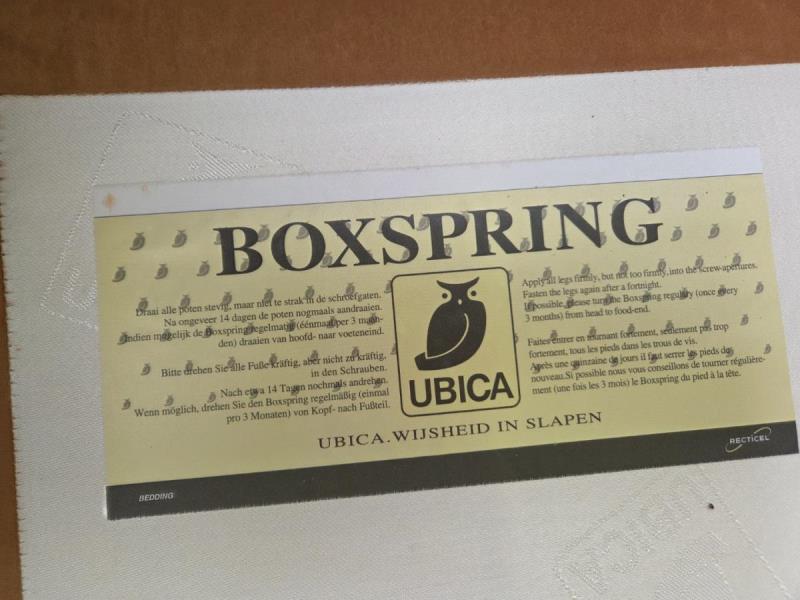 BOXSPRING
Draai alle poten stevig, maar niet te strak in de schroefgaten.
Na ongeveer 14 dagen de poten nogmaals aandraaien.
Indien mogelijk de Boxspring regelmatig (éénmaal per 3 maan-
den) draaien van hoofd- naar voeteneind.
Bitte drehen Sie alle Fuße kräftig, aber nicht zu kräftig,
in den Schrauben.
Nach etwa 14 Tagen nochmals andrehen.
Wenn möglich, drehen Sie den Boxspring regelmäßig (einmal
pro 3 Monaten) von Kopf- nach Fußteil.
UBICA
Apply all legs firmly, but not too firmly, into the screw-apertures.
Fasten the legs again after a fortnight.
If possible, please turn the Boxspring regulry (once every
3 months) from head to food-end.
Faites entrer en tournant fortement, seulement pas trop
fortement, tous les pieds dans les trous de vis.
Après une quinzaine de jours il faut serrer les pieds de
nouveau.Si possible nous vous conseillons de tourner régulière-
ment (une fois les 3 mois) le Boxspring du pied à la tête.
UBICA.WIJSHEID IN SLAPEN
BEDDING
RECTICEL